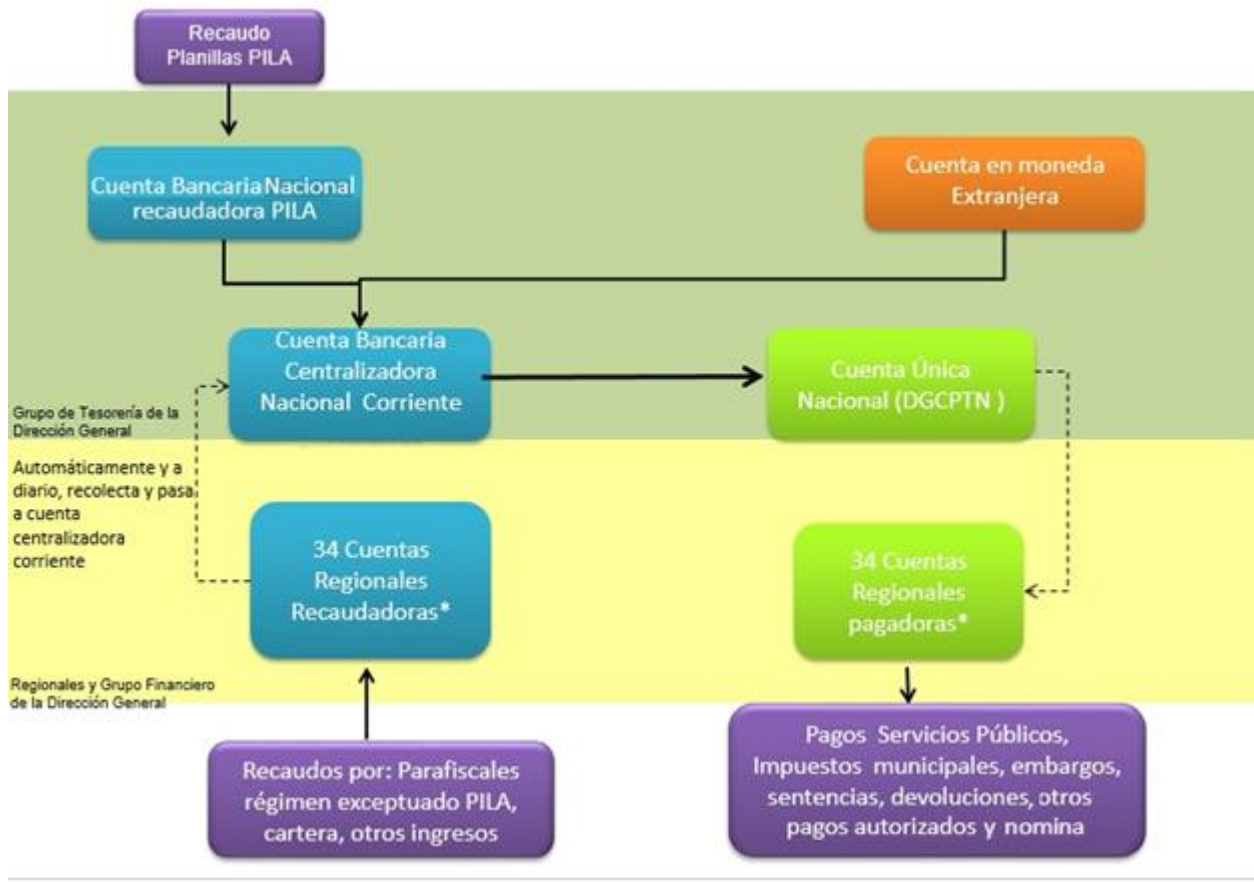 Recaudo
Planillas PILA
Cuenta Bancaria Nacional
recaudadora PILA
Cuenta en moneda
Extranjera
Cuenta Bancaria
Centralizadora
Nacional Corriente
Cuenta Única
Nacional (DGCPTN )
Grupo de Tesorería de la
Dirección General
Automáticamente y a
diario, recolecta y pasa
a cuenta
centralizadora
corriente
34 Cuentas
Regionales
Recaudadoras*
34 Cuentas
Regionales
pagadoras*
Regionales y Grupo Financiero
de la Dirección General
Recaudos por: Parafiscales
régimen exceptuado PILA,
cartera, otros ingresos
Pagos Servicios Públicos,
Impuestos municipales, embargos,
sentencias, devoluciones, otros
pagos autorizados y nomina